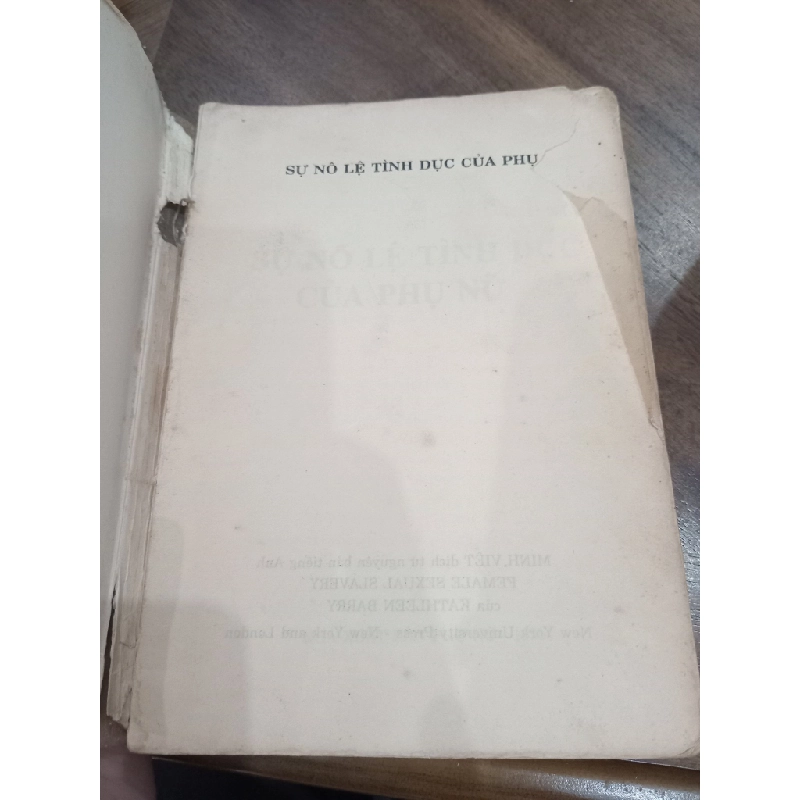 SỰ NÔ LỆ TÌNH DỤC CỦA PHỤ
SỰ NÔ LỆ TÌNH DỤC
CỦA PHỤ NỮ
MINH VIỆT dịch từ nguyên bản tiếng Anh
FEMALE SEXUAL SLAVERY
của KATHLEEN BARRY
New York University Press - New York and London